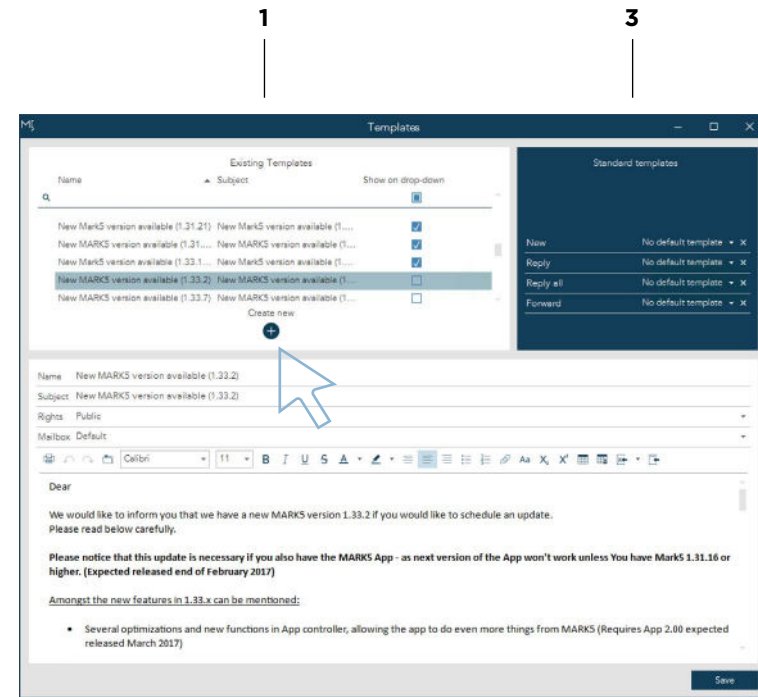 1 3
M5 Templates
Existing Templates
Name Subject Show on drop-down
New Mark5 version available (1.31.21) New Mark5 version available (1....
New MARK5 version available (1.31.... New MARK5 version available (1....
New Mark5 version available (1.33.1... New MARK5 version available (1....
New MARK5 version available (1.33.2) New MARK5 version available (1....
New MARK5 version available (1.33.7) New MARK5 version available (1....
Create new
Standard templates
New No default template x
Reply No default template x
Reply all No default template x
Forward No default template x
Name New MARK5 version available (1.33.2)
Subject New MARK5 version available (1.33.2)
Rights Public
Mailbox Default
Calibri 11 B I U S A Aa X, X'
Dear
We would like to inform you that we have a new MARK5 version 1.33.2 if you would like to schedule an update.
Please read below carefully.
Please notice that this update is necessary if you also have the MARK5 App - as next version of the App won't work unless You have Mark5 1.31.16 or
higher. (Expected released end of February 2017)
Amongst the new features in 1.33.x can be mentioned:
• Several optimizations and new functions in App controller, allowing the app to do even more things from MARK5 (Requires App 2.00 expected
released March 2017)
Save